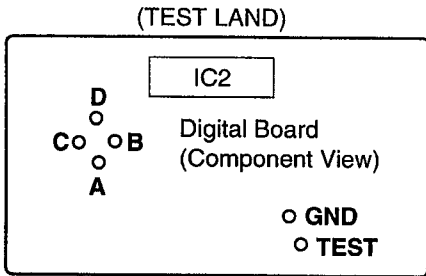 (TEST LAND)
IC2
D
C B
A
Digital Board
(Component View)
GND
TEST